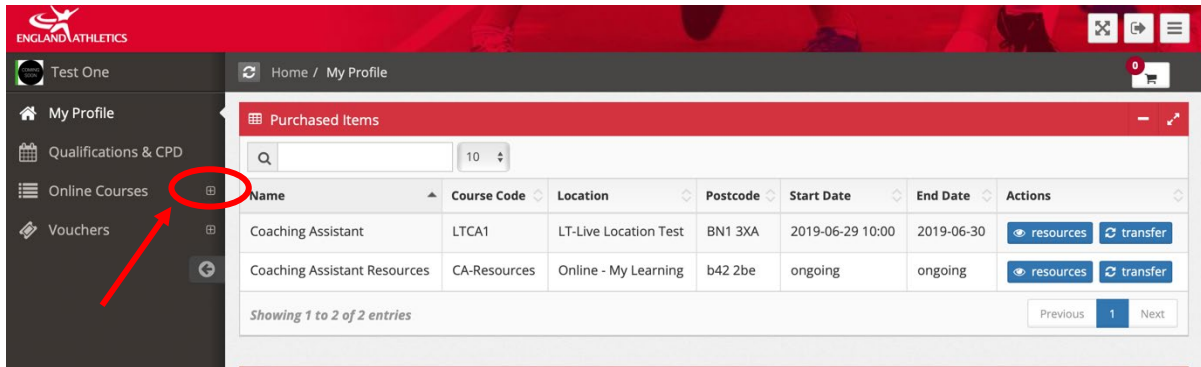 ENGLAND ATHLETICS
Test One
Home / My Profile
0
My Profile
Qualifications & CPD
Online Courses
Vouchers
Purchased Items
10
Name Course Code Location Postcode Start Date End Date Actions
Coaching Assistant LTCA1 LT-Live Location Test BN1 3XA 2019-06-29 10:00 2019-06-30 resources transfer
Coaching Assistant Resources CA-Resources Online - My Learning b42 2be ongoing ongoing resources transfer
Showing 1 to 2 of 2 entries
Previous 1 Next